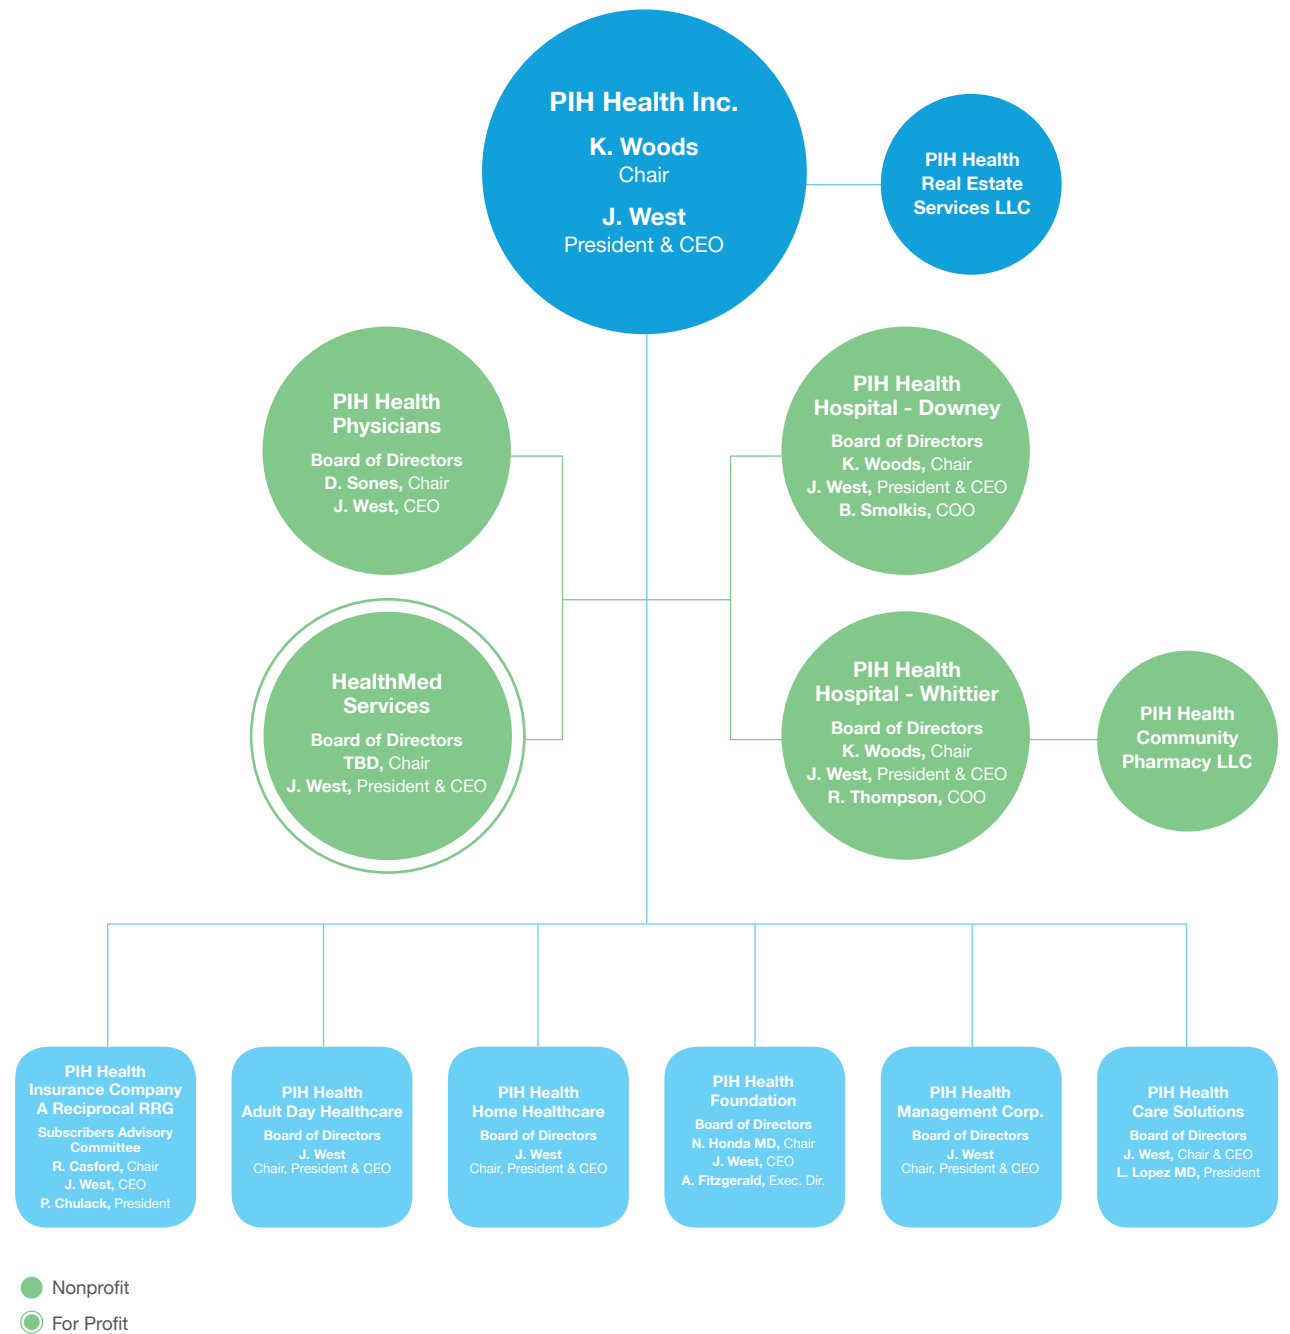 PIH Health Inc.
K. Woods
Chair
J. West
President & CEO
PIH Health
Real Estate
Services LLC
PIH Health
Physicians
Board of Directors
D. Sones, Chair
J. West, CEO
PIH Health
Hospital - Downey
Board of Directors
K. Woods, Chair
J. West, President & CEO
B. Smolkis, COO
HealthMed
Services
Board of Directors
TBD, Chair
J. West, President & CEO
PIH Health
Hospital - Whittier
Board of Directors
K. Woods, Chair
J. West, President & CEO
R. Thompson, COO
PIH Health
Community
Pharmacy LLC
PIH Health
Insurance Company
A Reciprocal RRG
Subscribers Advisory
Committee
R. Casford, Chair
J. West, CEO
P. Chulack, President
PIH Health
Adult Day Healthcare
Board of Directors
J. West
Chair, President & CEO
PIH Health
Home Healthcare
Board of Directors
J. West
Chair, President & CEO
PIH Health
Foundation
Board of Directors
N. Honda MD, Chair
J. West, CEO
A. Fitzgerald, Exec. Dir.
PIH Health
Management Corp.
Board of Directors
J. West
Chair, President & CEO
PIH Health
Care Solutions
Board of Directors
J. West, Chair & CEO
L. Lopez MD, President
Nonprofit
For Profit